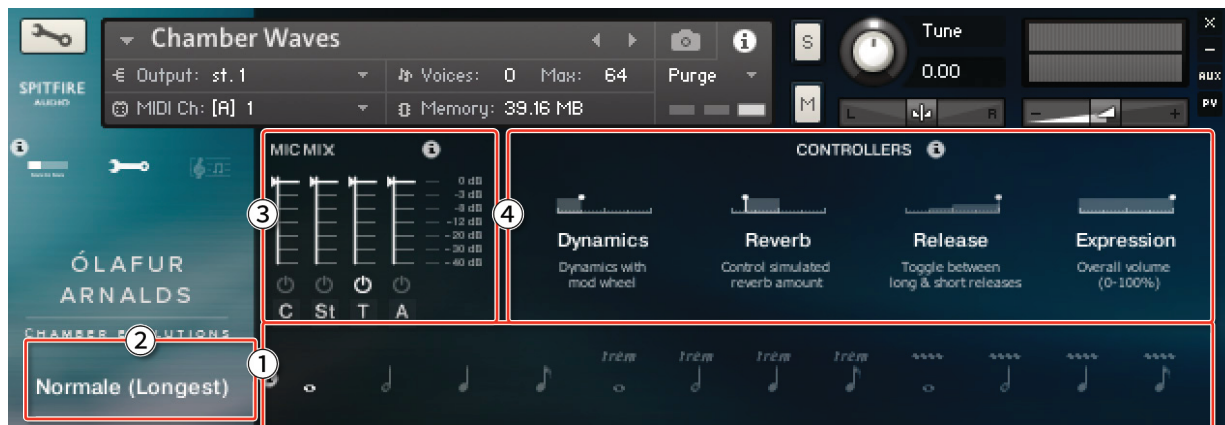 Chamber Waves
S
Tune
X
SPITFIRE
AUDIO
Output: st. 1
Voices: 0 Max: 64
Purge
0.00
AUX
MIDI Ch: [A] 1
Memory: 39.16 MB
M
L
R
-
+
PV
MIC MIX
CONTROLLERS
0 dB
-3 dB
-8 dB
-12 dB
-20 dB
-30 dB
-40 dB
3
4
Dynamics
Reverb
Release
Expression
Dynamics with
mod wheel
Control simulated
reverb amount
Toggle between
long & short releases
Overall volume
(0-100%)
ÓLAFUR
ARNALDS
C St T A
2
1
Normale (Longest)
trem trem trem trem